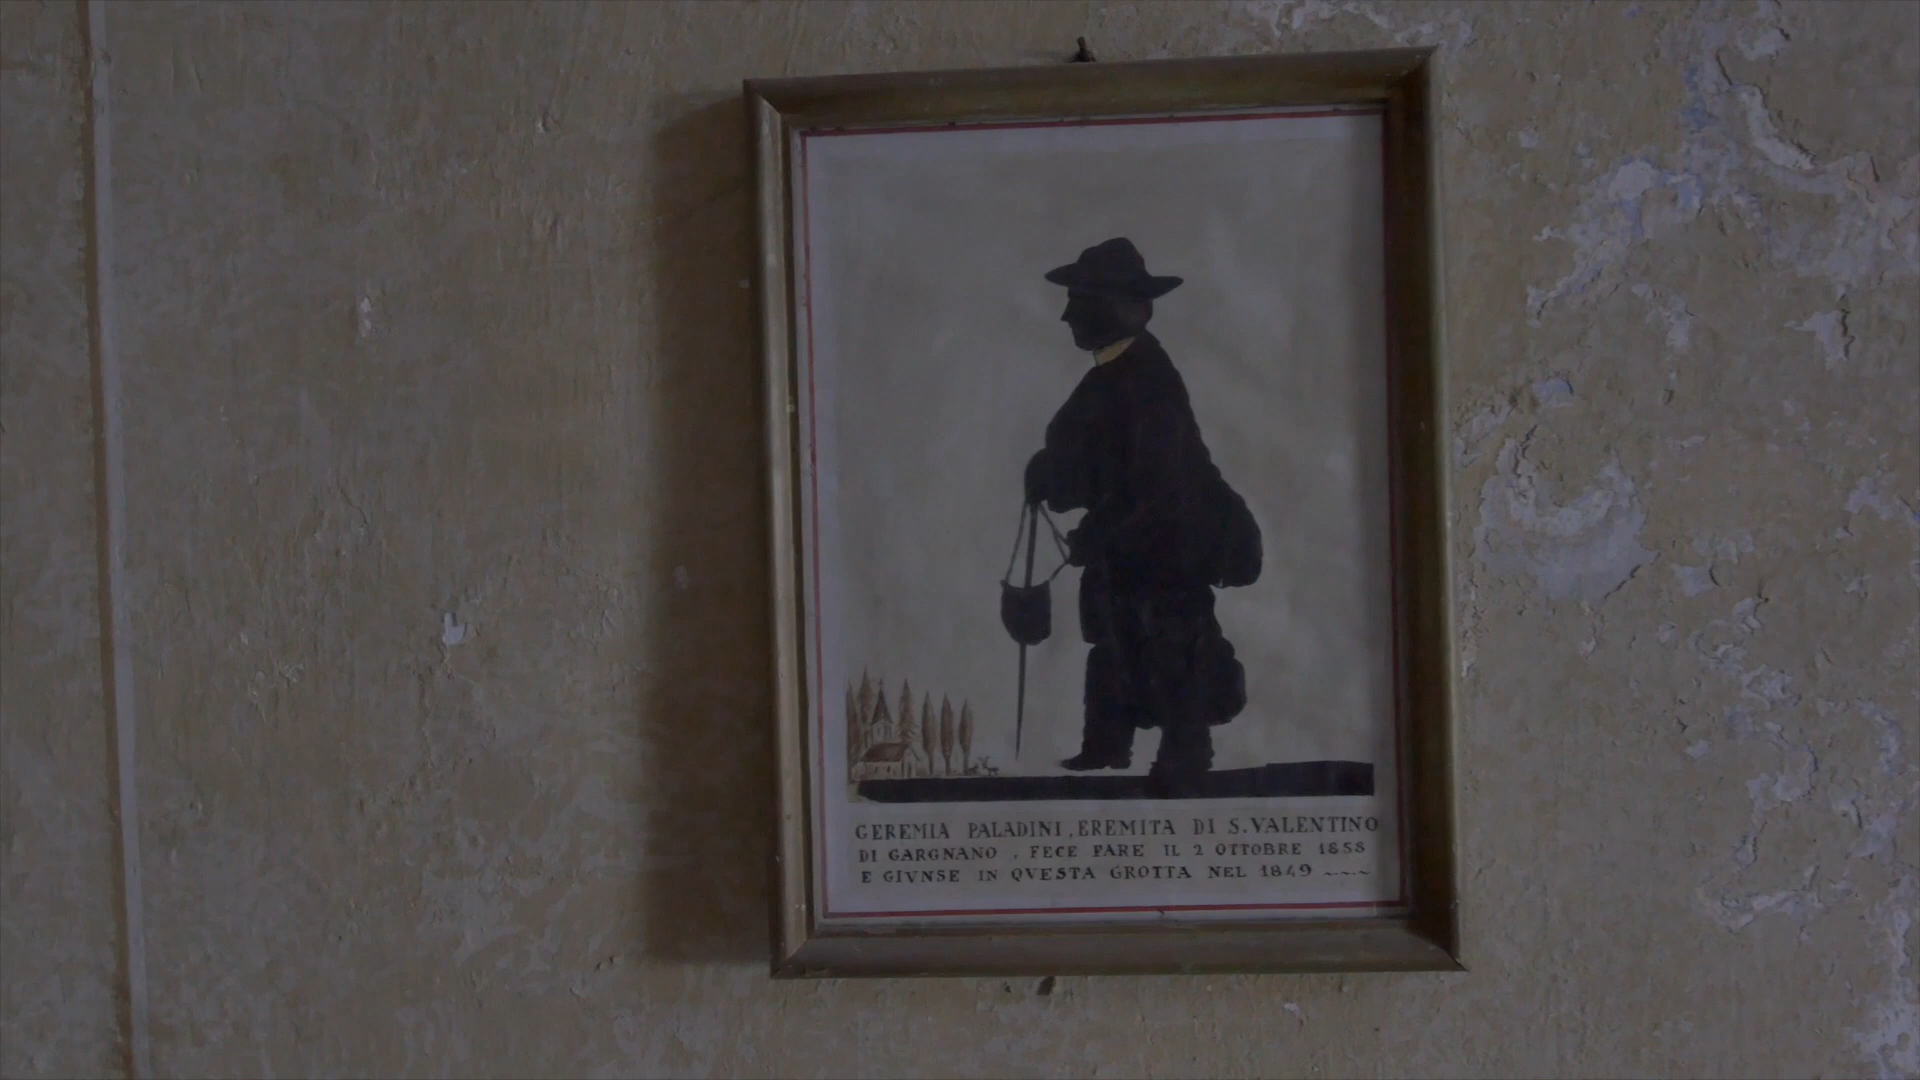 GEREMIA PALADINI, EREMITA DI S. VALENTINO
DI GARGNANO, FECE FARE IL 2 OTTOBRE 1858
E GIVNSE IN QVESTA GROTTA NEL 1849 ~~~